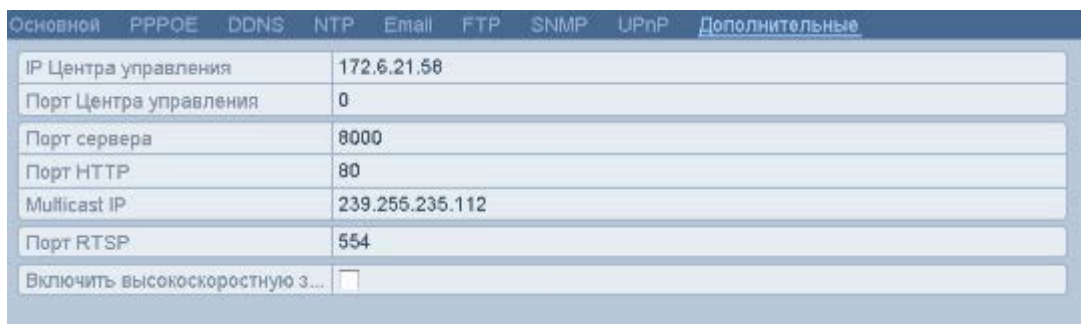 Основной PPPOE DDNS NTP Email FTP SNMP UPnP Дополнительные
IP Центра управления 172.6.21.58
Порт Центра управления 0
Порт сервера 8000
Порт HTTP 80
Multicast IP 239.255.235.112
Порт RTSP 554
Включить высокоскоростную з...